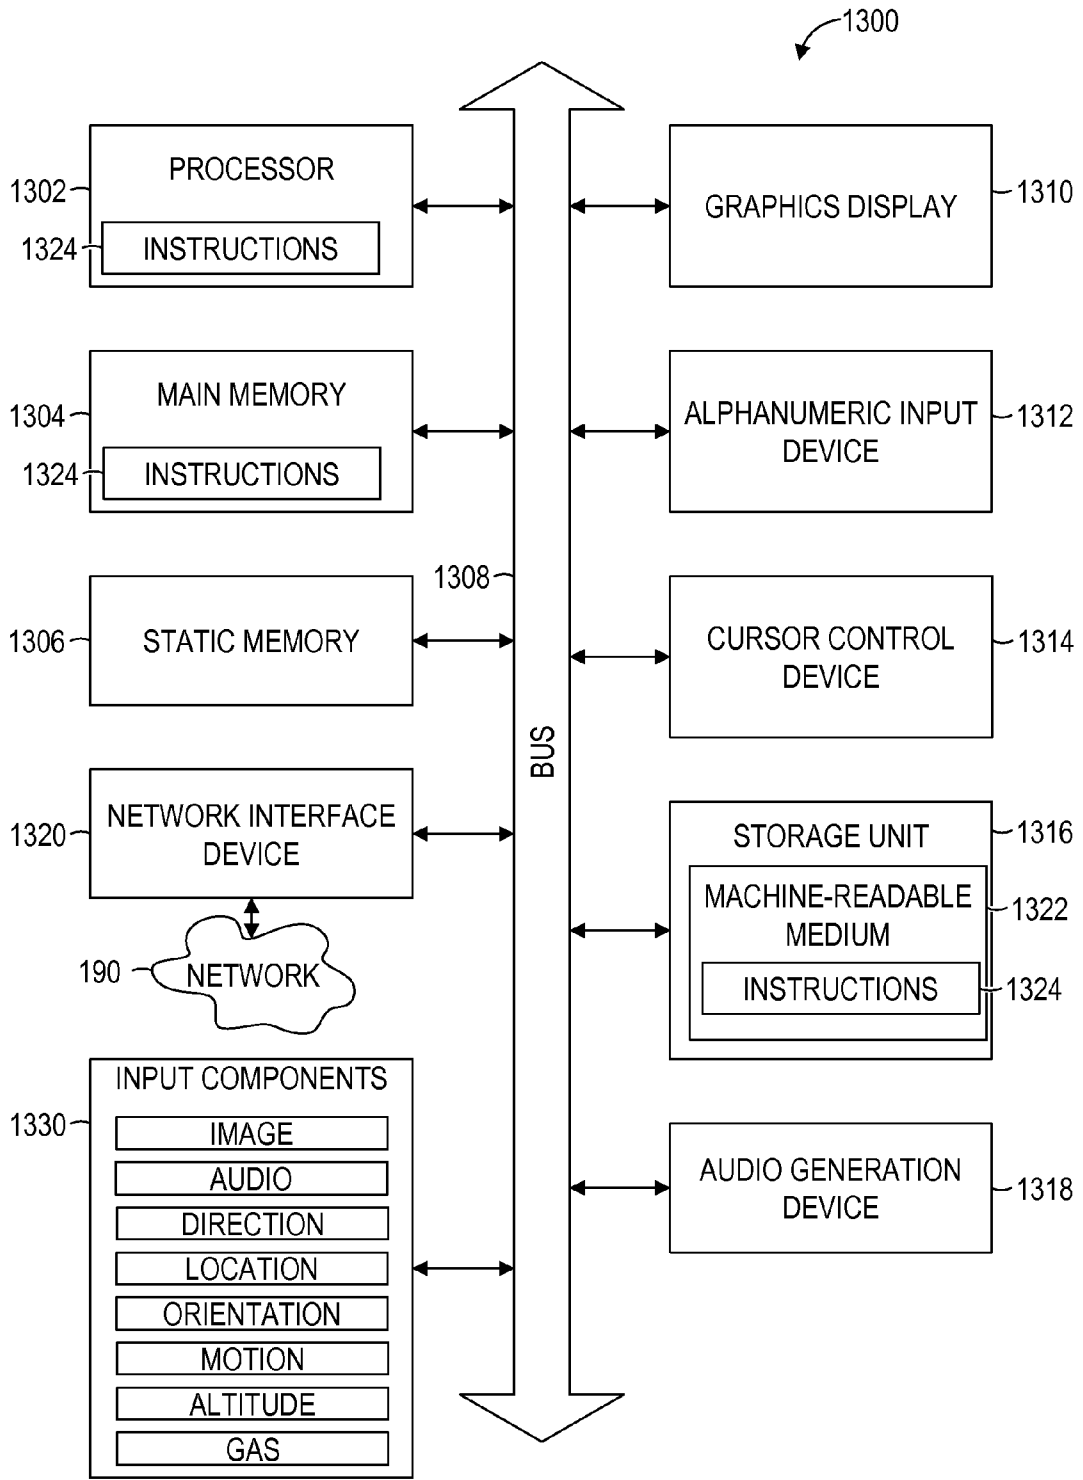 1300
PROCESSOR
1302
1324
INSTRUCTIONS
MAIN MEMORY
1304
1324
INSTRUCTIONS
1306
STATIC MEMORY
1320
NETWORK INTERFACE
DEVICE
190
NETWORK
INPUT COMPONENTS
1330
IMAGE
AUDIO
DIRECTION
LOCATION
ORIENTATION
MOTION
ALTITUDE
GAS
1308
BUS
GRAPHICS DISPLAY
1310
ALPHANUMERIC INPUT
DEVICE
1312
CURSOR CONTROL
DEVICE
1314
STORAGE UNIT
1316
MACHINE-READABLE
MEDIUM
1322
INSTRUCTIONS
1324
AUDIO GENERATION
DEVICE
1318